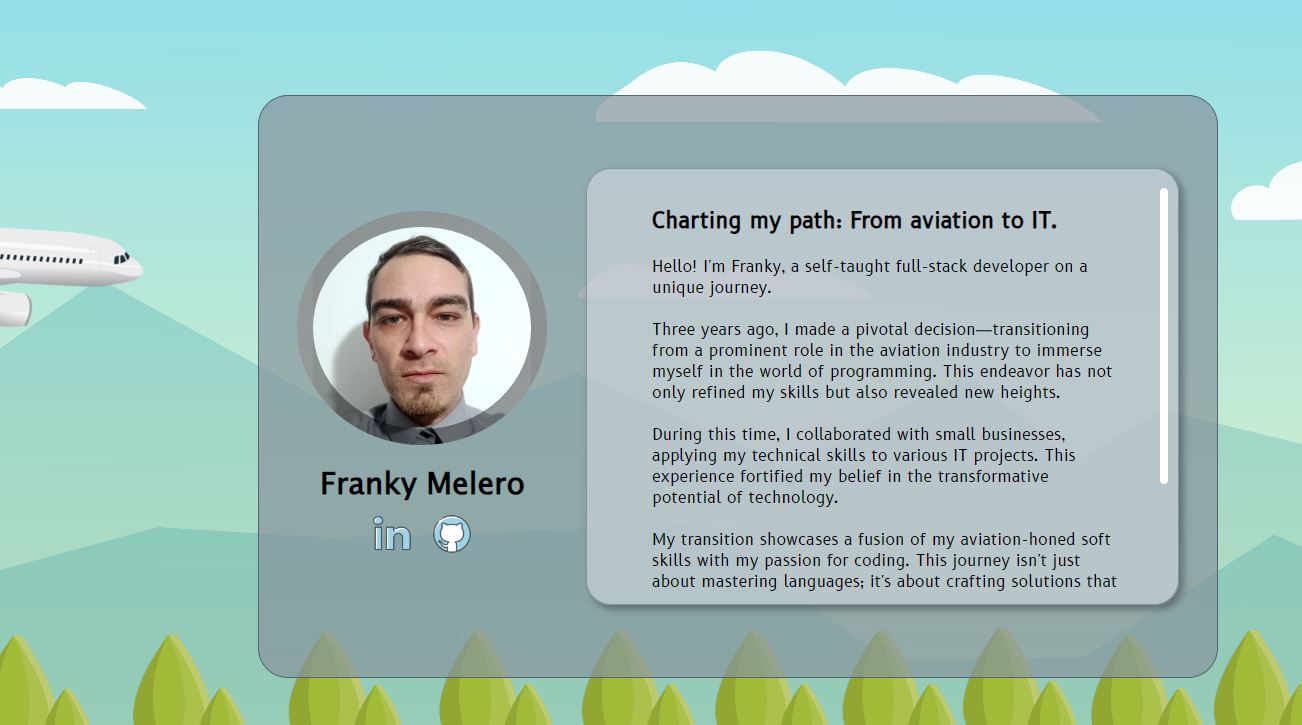 Charting my path: From aviation to IT.
Hello! I'm Franky, a self-taught full-stack developer on a
unique journey.
Three years ago, I made a pivotal decision—transitioning
from a prominent role in the aviation industry to immerse
myself in the world of programming. This endeavor has not
only refined my skills but also revealed new heights.
During this time, I collaborated with small businesses,
applying my technical skills to various IT projects. This
experience fortified my belief in the transformative
potential of technology.
My transition showcases a fusion of my aviation-honed soft
skills with my passion for coding. This journey isn't just
about mastering languages; it's about crafting solutions that
Franky Melero
in